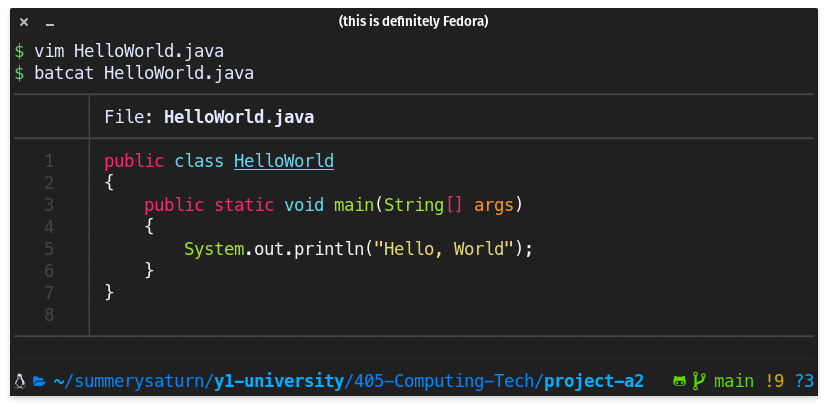 (this is definitely Fedora)
$ vim HelloWorld.java
$ batcat HelloWorld.java
File: HelloWorld.java
1 public class HelloWorld
2 {
3     public static void main(String[] args)
4     {
5         System.out.println("Hello, World");
6     }
7 }
8
~/summerysaturn/y1-university/405-Computing-Tech/project-a2 main !9 ?3